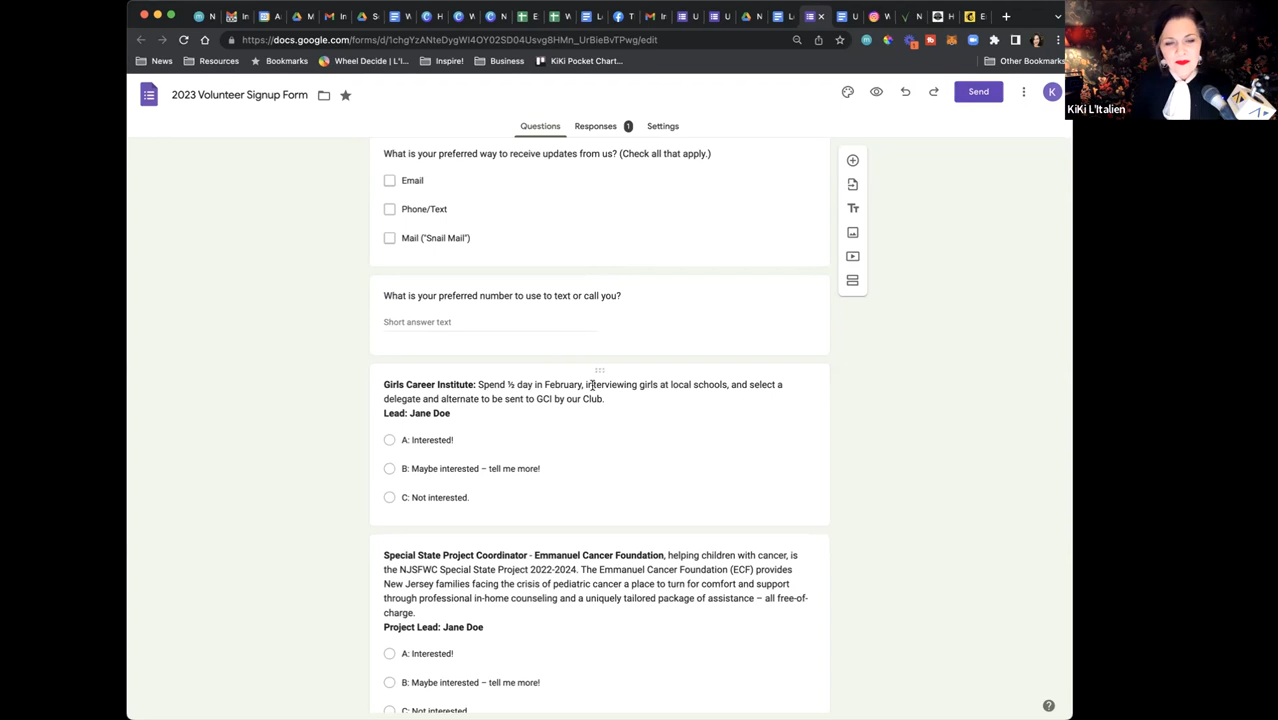 N
Volunteer
In
M
In
S
W
H
W
N
E
W
Le
T
In
U
U
N
Le
U
W
N
H
E
https://docs.google.com/forms/d/1chgYzANteDygWI4OY02SD04Usvg8HMn_UrBieBvTPwg/edit
News
Resources
Bookmarks
Wheel Decide | L'I...
Inspire!
Business
KiKi Pocket Chart...
Other Bookmarks
KiKi L'Italien
2023 Volunteer Signup Form
Send
K
Questions
Responses 1
Settings
What is your preferred way to receive updates from us? (Check all that apply.)
Email
Phone/Text
Mail ("Snail Mail")
What is your preferred number to use to text or call you?
Short answer text
Girls Career Institute: Spend ½ day in February, interviewing girls at local schools, and select a
delegate and alternate to be sent to GCI by our Club.
Lead: Jane Doe
A: Interested!
B: Maybe interested – tell me more!
C: Not interested.
Special State Project Coordinator - Emmanuel Cancer Foundation, helping children with cancer, is
the NJSFWC Special State Project 2022-2024. The Emmanuel Cancer Foundation (ECF) provides
New Jersey families facing the crisis of pediatric cancer a place to turn for comfort and support
through professional in-home counseling and a uniquely tailored package of assistance – all free-of-
charge.
Project Lead: Jane Doe
A: Interested!
B: Maybe interested – tell me more!
C: Not interested.